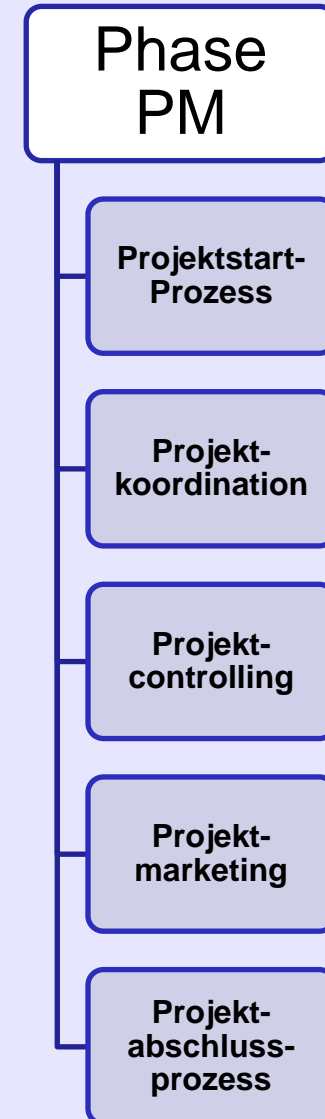 Phase
PM
Projektstart-
Prozess
Projekt-
koordination
Projekt-
controlling
Projekt-
marketing
Projekt-
abschluss-
prozess